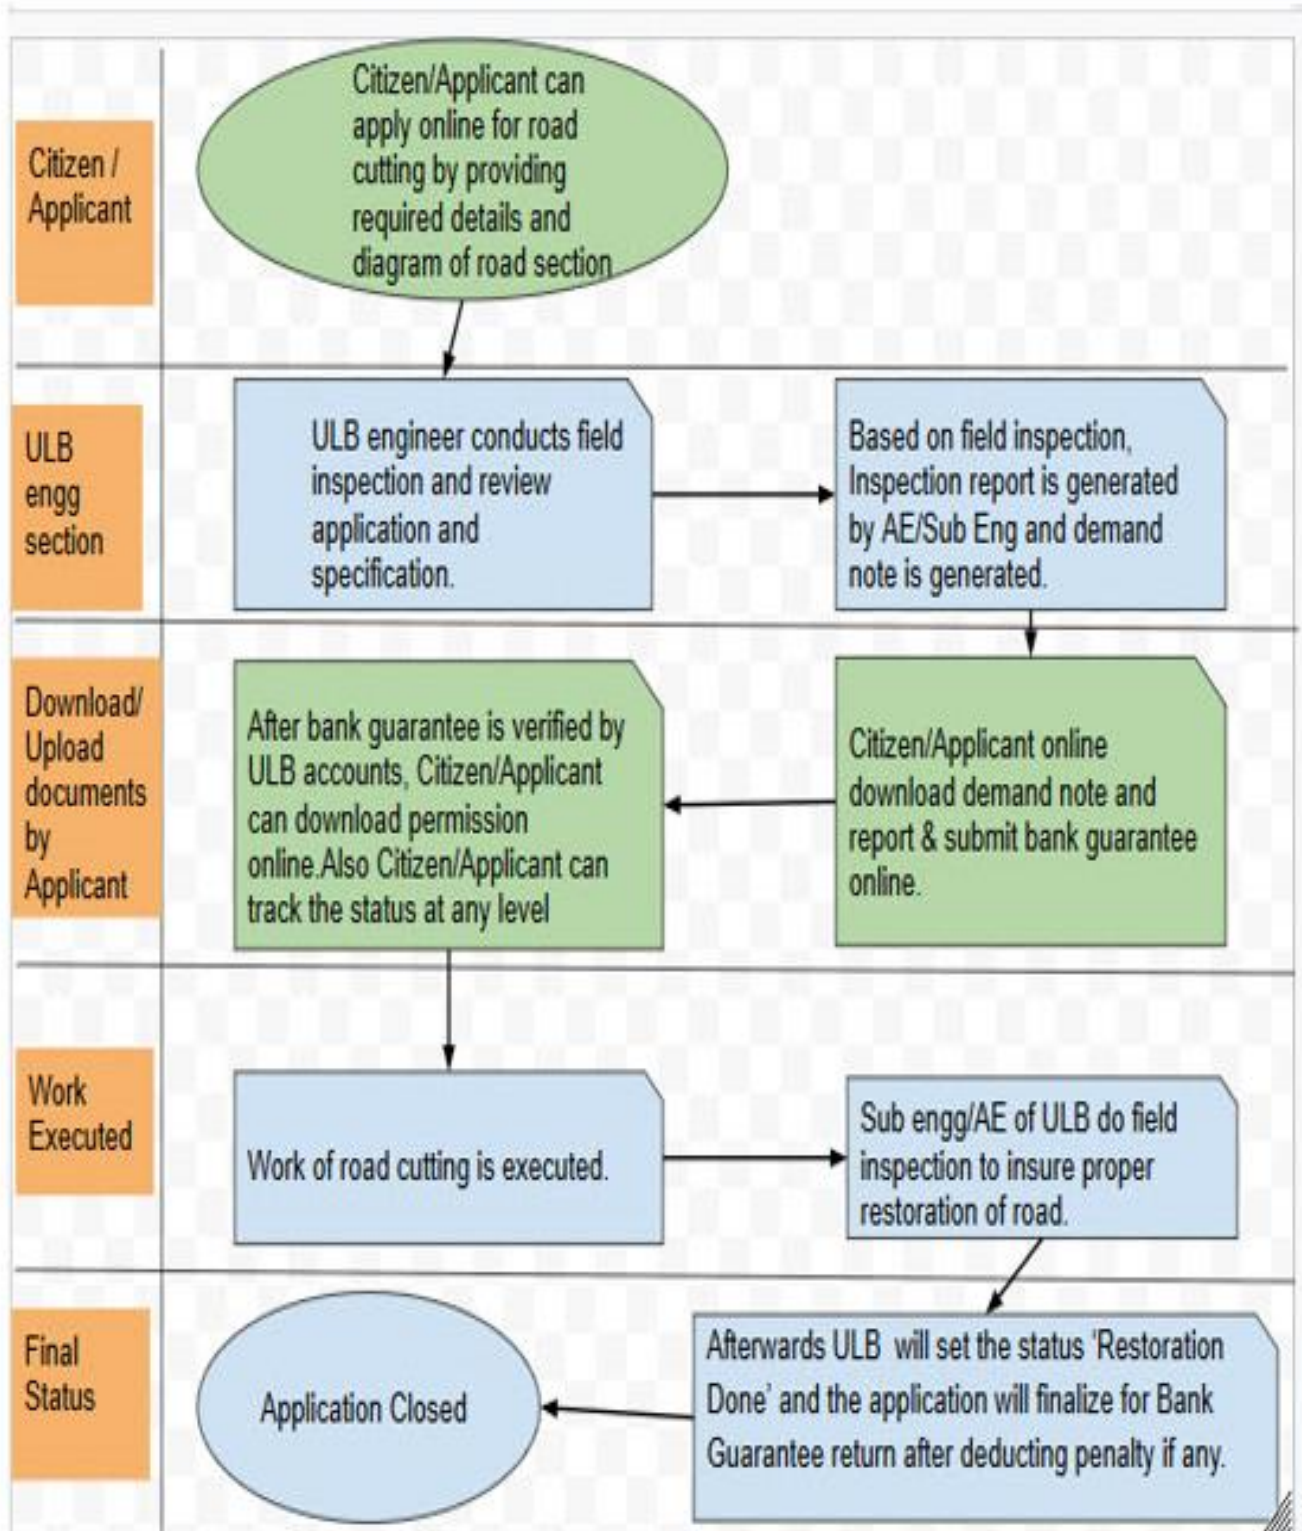 Citizen /
Applicant
Citizen/Applicant can
apply online for road
cutting by providing
required details and
diagram of road section
ULB
engg
section
ULB engineer conducts field
inspection and review
application and
specification.
Based on field inspection,
Inspection report is generated
by AE/Sub Eng and demand
note is generated.
Download/
Upload
documents
by
Applicant
After bank guarantee is verified by
ULB accounts, Citizen/Applicant
can download permission
online.Also Citizen/Applicant can
track the status at any level
Citizen/Applicant online
download demand note and
report & submit bank guarantee
online.
Work
Executed
Work of road cutting is executed.
Sub engg/AE of ULB do field
inspection to insure proper
restoration of road.
Final
Status
Application Closed
Afterwards ULB will set the status 'Restoration
Done' and the application will finalize for Bank
Guarantee return after deducting penalty if any.